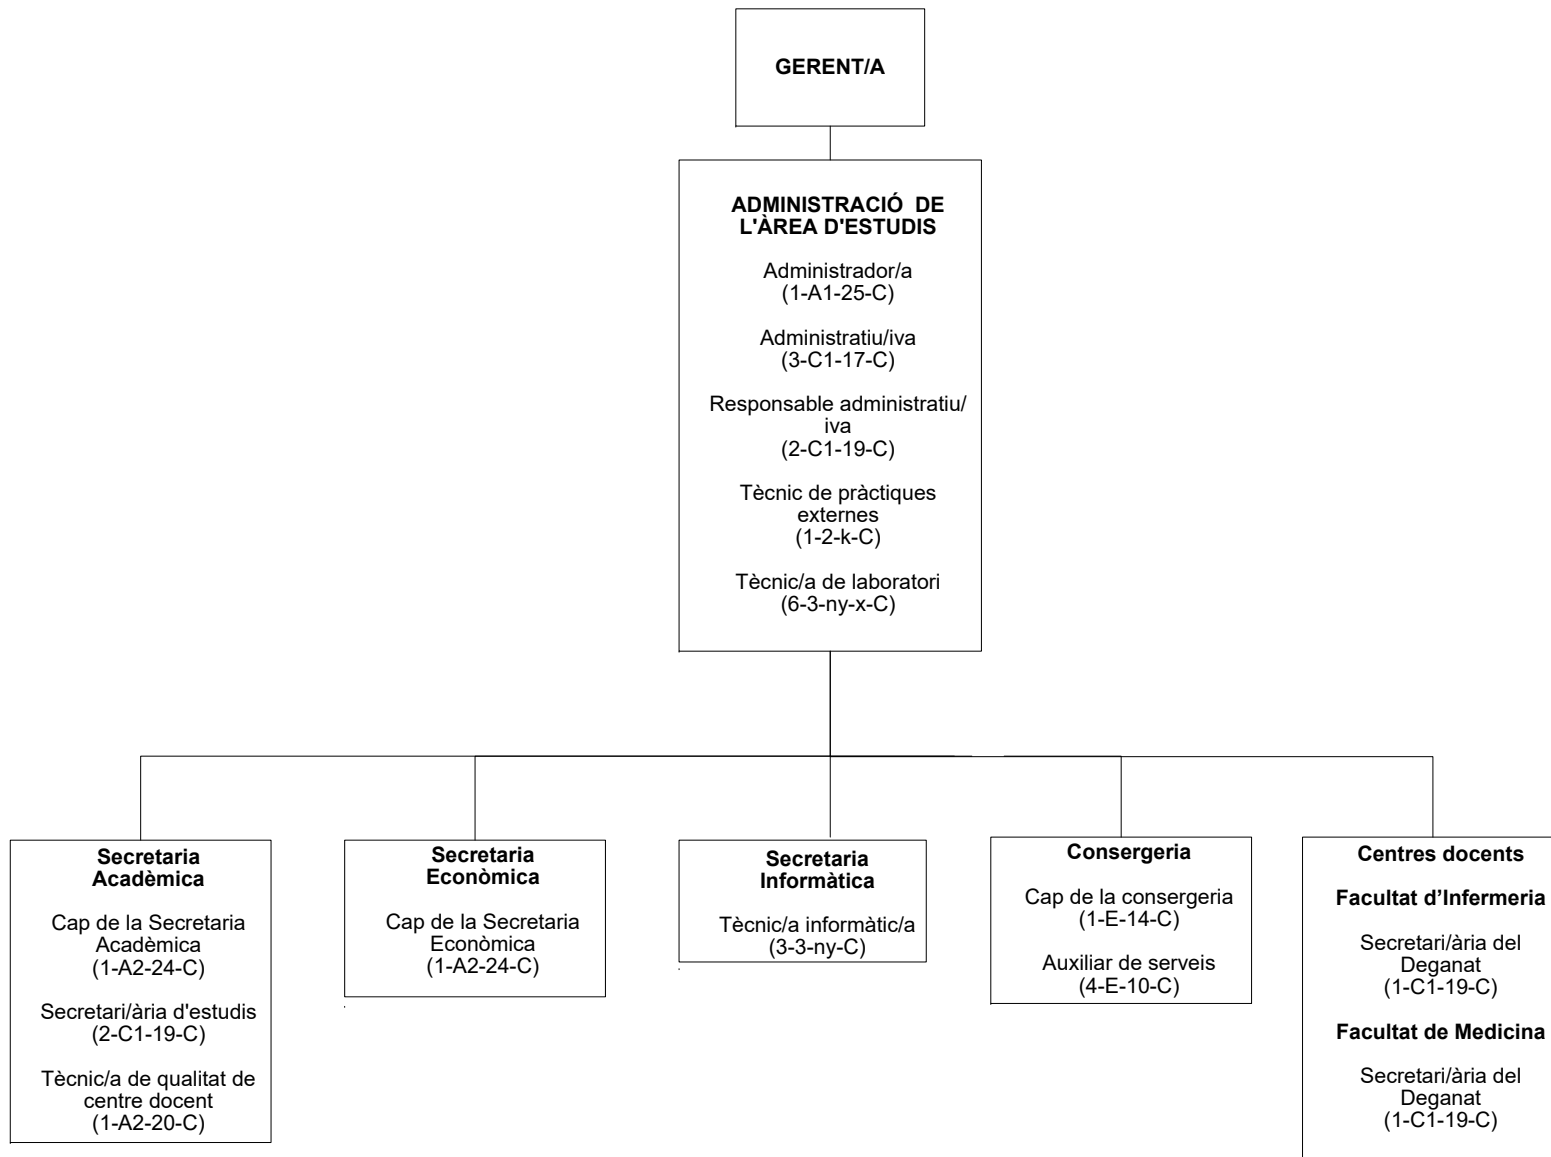 GERENT/A
ADMINISTRACIÓ DE
L'ÀREA D'ESTUDIS
Administrador/a
(1-A1-25-C)
Administratiu/iva
(3-C1-17-C)
Responsable administratiu/
iva
(2-C1-19-C)
Tècnic de pràctiques
externes
(1-2-k-C)
Tècnic/a de laboratori
(6-3-ny-x-C)
Secretaria
Acadèmica
Cap de la Secretaria
Acadèmica
(1-A2-24-C)
Secretari/ària d'estudis
(2-C1-19-C)
Tècnic/a de qualitat de
centre docent
(1-A2-20-C)
Secretaria
Econòmica
Cap de la Secretaria
Econòmica
(1-A2-24-C)
Secretaria
Informàtica
Tècnic/a informàtic/a
(3-3-ny-C)
Consergeria
Cap de la consergeria
(1-E-14-C)
Auxiliar de serveis
(4-E-10-C)
Centres docents
Facultat d’Infermeria
Secretari/ària del
Deganat
(1-C1-19-C)
Facultat de Medicina
Secretari/ària del
Deganat
(1-C1-19-C)